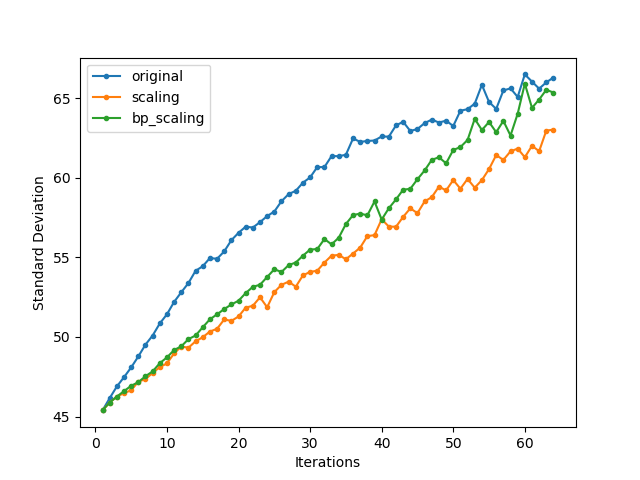 original
scaling
bp_scaling
Standard Deviation
65
60
55
50
45
0 10 20 30 40 50 60
Iterations